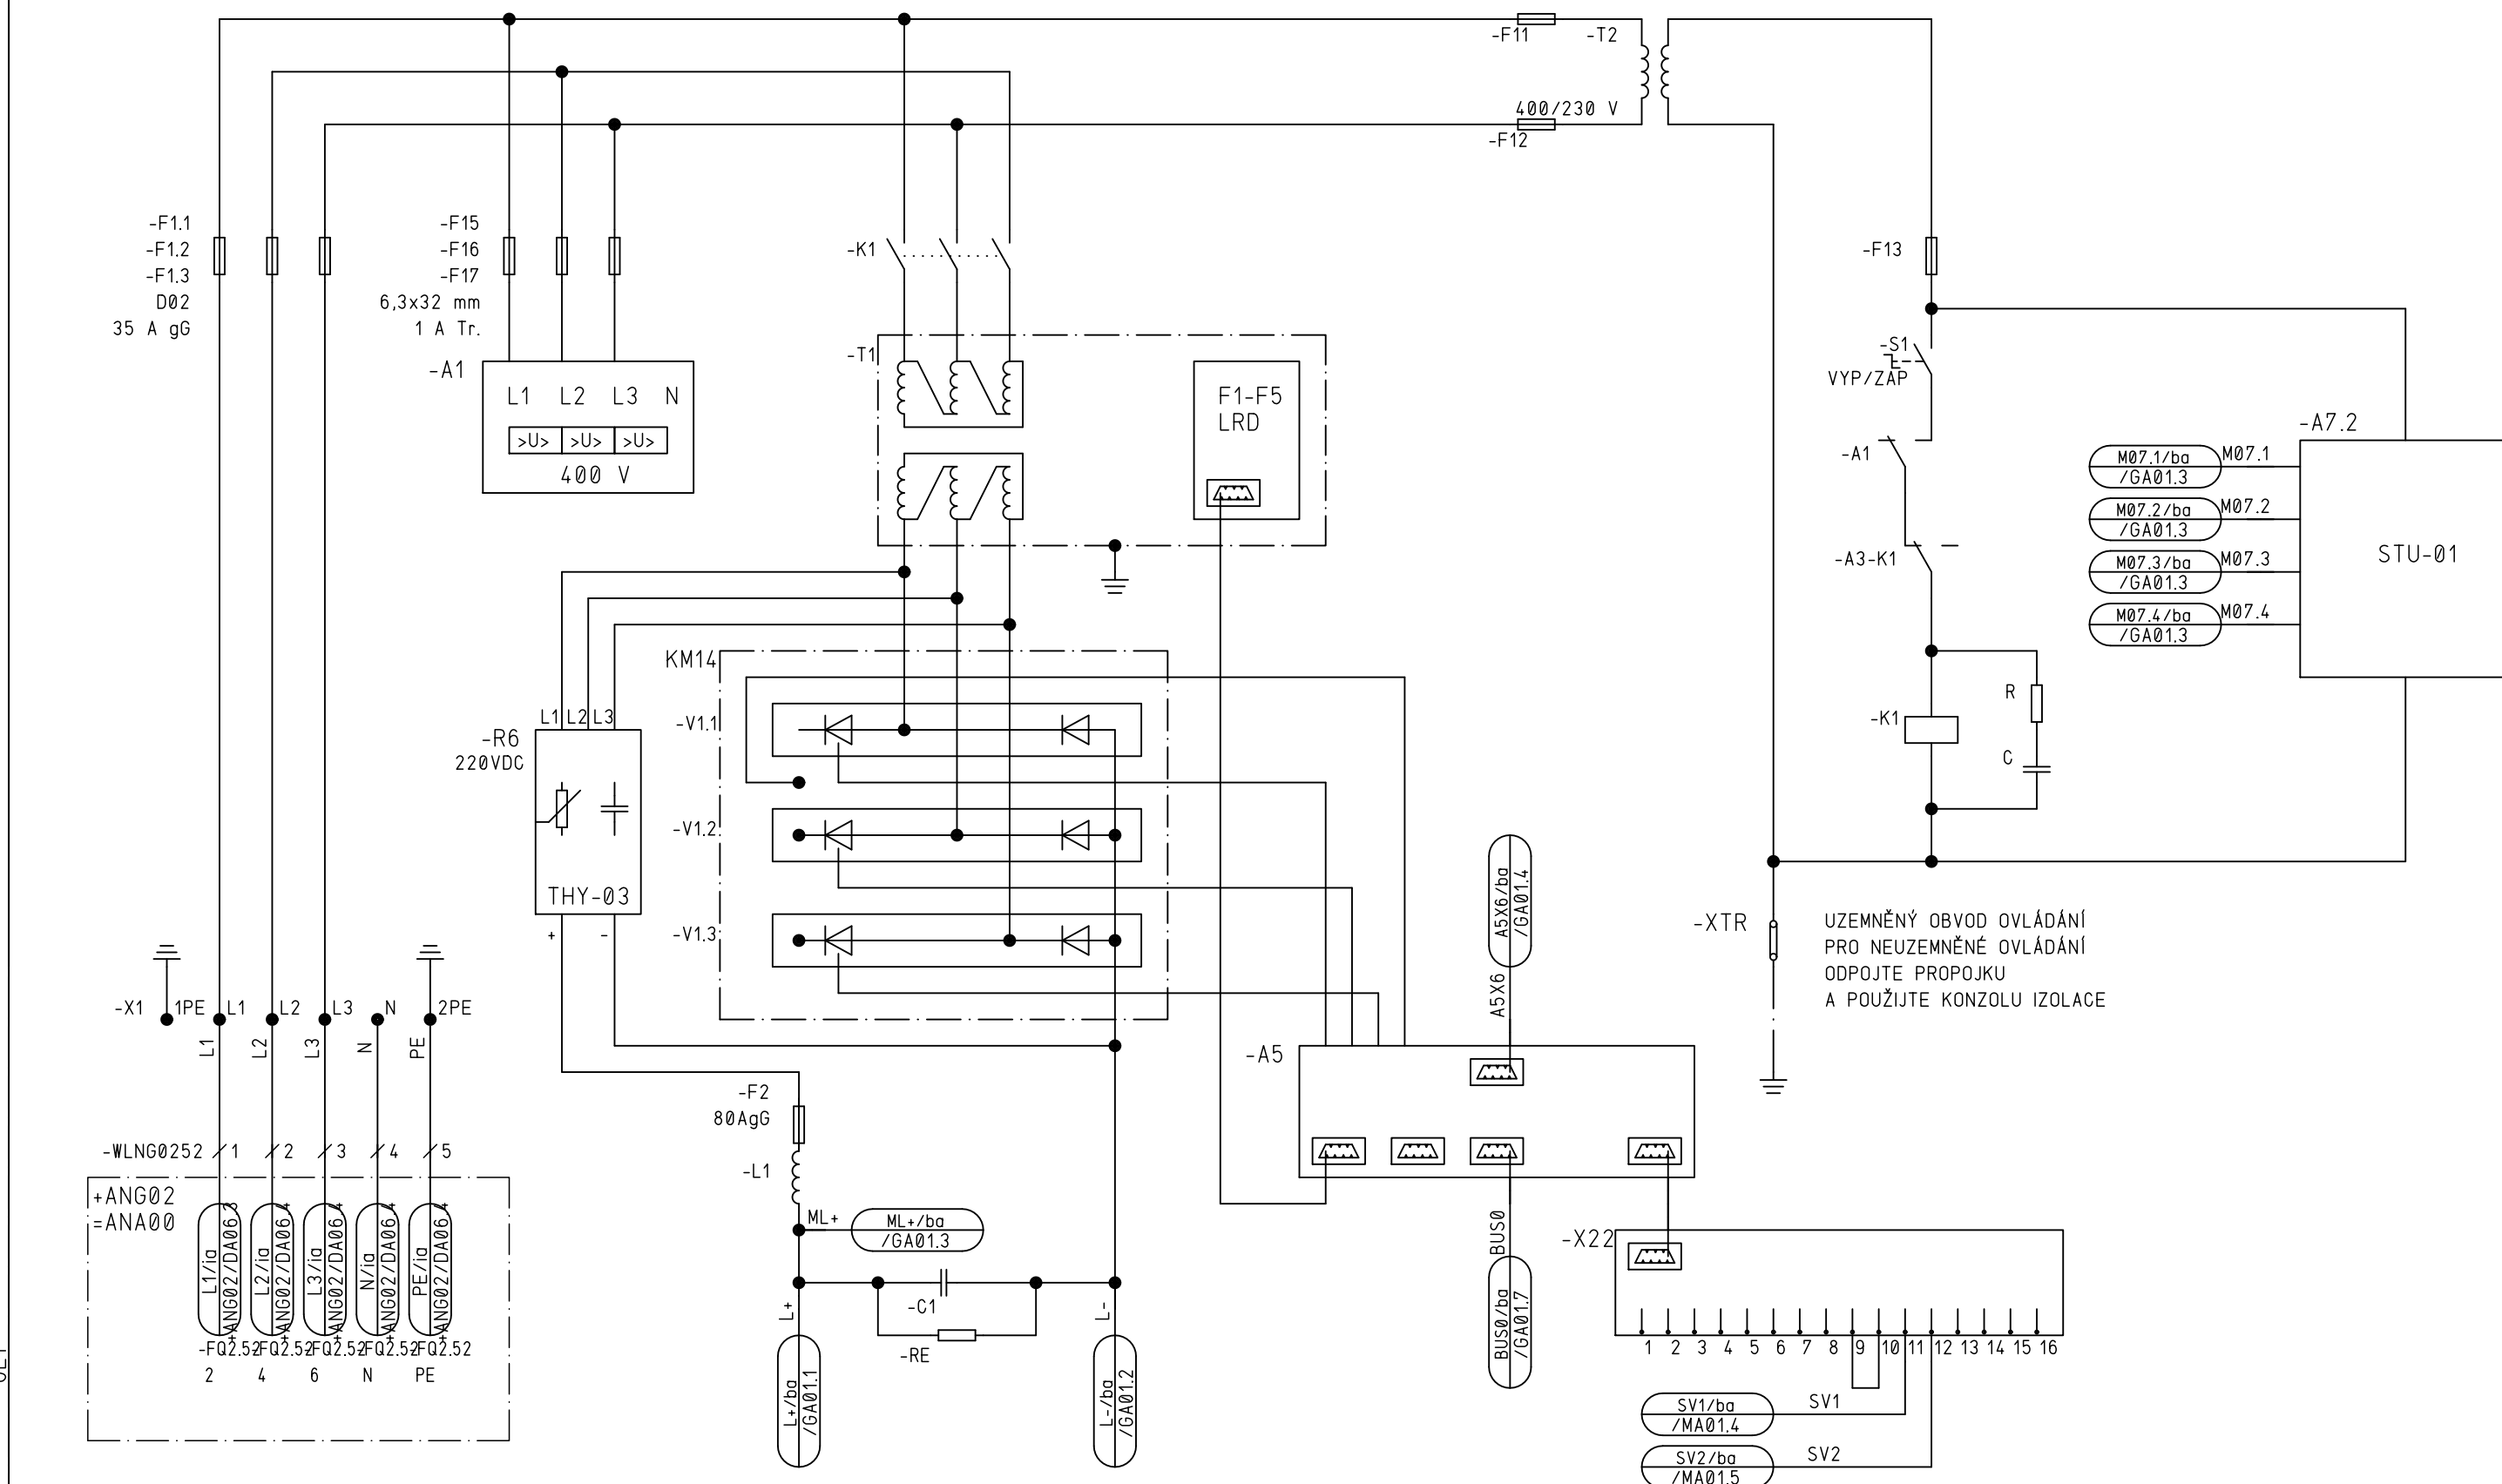 -F11
-T2
400/230 V
-F12
-F1.1
-F1.2
-F1.3
D02
35 A gG
-F15
-F16
-F17
6,3x32 mm
1 A Tr.
-K1
-F13
-A1
L1 L2 L3 N
>U> >U> >U>
400 V
-T1
F1-F5
LRD
-S1
VYP/ZAP
-A1
-A3-K1
-A7.2
STU-01
M07.1/ba
/GA01.3
M07.1
M07.2/ba
/GA01.3
M07.2
M07.3/ba
/GA01.3
M07.3
M07.4/ba
/GA01.3
M07.4
KM14
-V1.1
-V1.2
-V1.3
L1 L2 L3
-R6
220VDC
THY-03
+ -
R
-K1
C
-XTR
UZEMNĚNÝ OBVOD OVLÁDÁNÍ
PRO NEUZEMNĚNÉ OVLÁDÁNÍ
ODPOJTE PROPOJKU
A POUŽIJTE KONZOLU IZOLACE
A5X6/ba
/GA01.4
A5X6
-A5
-X1 1PE L1 L2 L3 N 2PE
L1 L2 L3 N PE
-WLNG0252 1 2 3 4 5
+ANG02
=ANA00
L1/ia
+ANG02/DA06.3
L2/ia
+ANG02/DA06.4
L3/ia
+ANG02/DA06.4
N/ia
+ANG02/DA06.4
PE/ia
+ANG02/DA06.4
-FQ2.52 -FQ2.52 -FQ2.52 -FQ2.52 -FQ2.52
2 4 6 N PE
-F2
80AgG
-L1
ML+
ML+/ba
/GA01.3
-C1
-RE
L+
L+/ba
/GA01.1
L-
L-/ba
/GA01.2
BUS0
BUS0/ba
/GA01.7
-X22
1 2 3 4 5 6 7 8 9 10 11 12 13 14 15 16
SV1/ba
/MA01.4
SV1
SV2/ba
/MA01.5
SV2